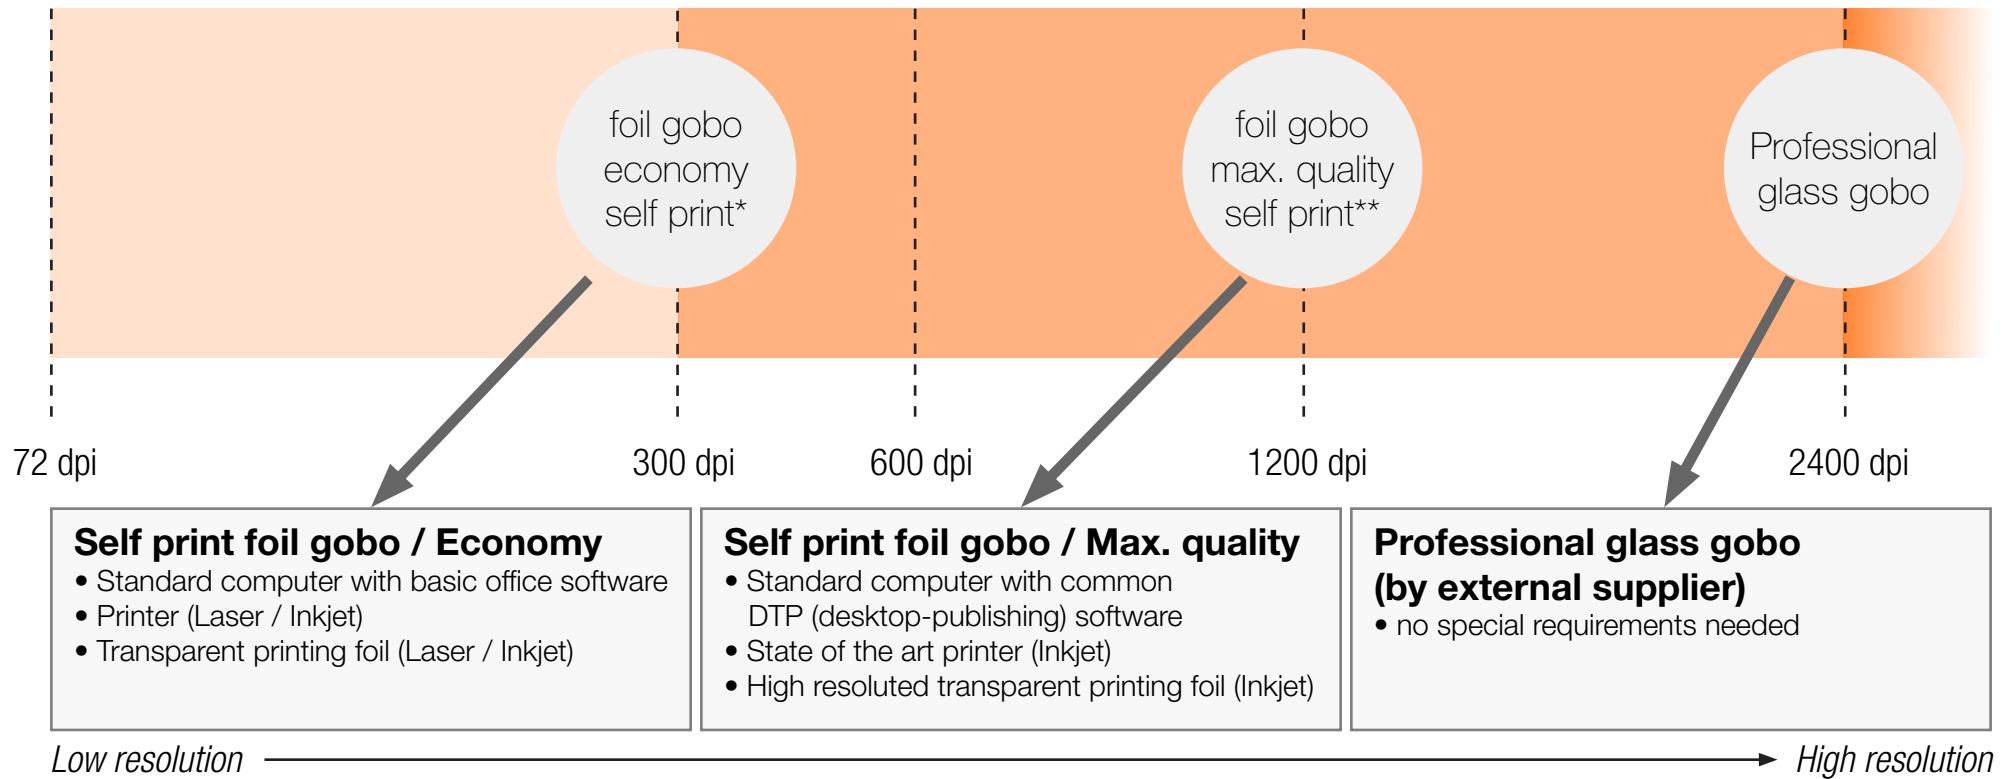 foil gobo
economy
self print*
foil gobo
max. quality
self print**
Professional
glass gobo
72 dpi
300 dpi
600 dpi
1200 dpi
2400 dpi
Self print foil gobo / Economy
• Standard computer with basic office software
• Printer (Laser / Inkjet)
• Transparent printing foil (Laser / Inkjet)
Self print foil gobo / Max. quality
• Standard computer with common
DTP (desktop-publishing) software
• State of the art printer (Inkjet)
• High resoluted transparent printing foil (Inkjet)
Professional glass gobo
(by external supplier)
• no special requirements needed
Low resolution
High resolution